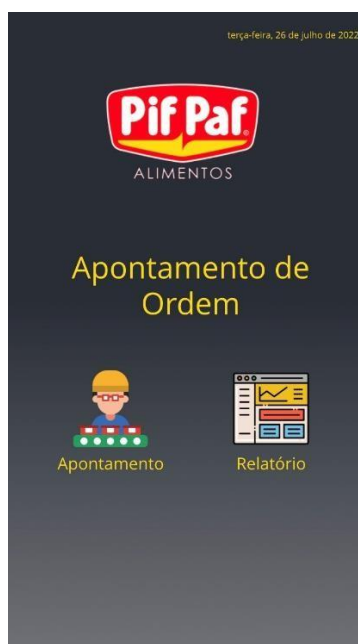 terça-feira, 26 de julho de 2022
Pif Paf
ALIMENTOS
Apontamento de
Ordem
Apontamento
Relatório